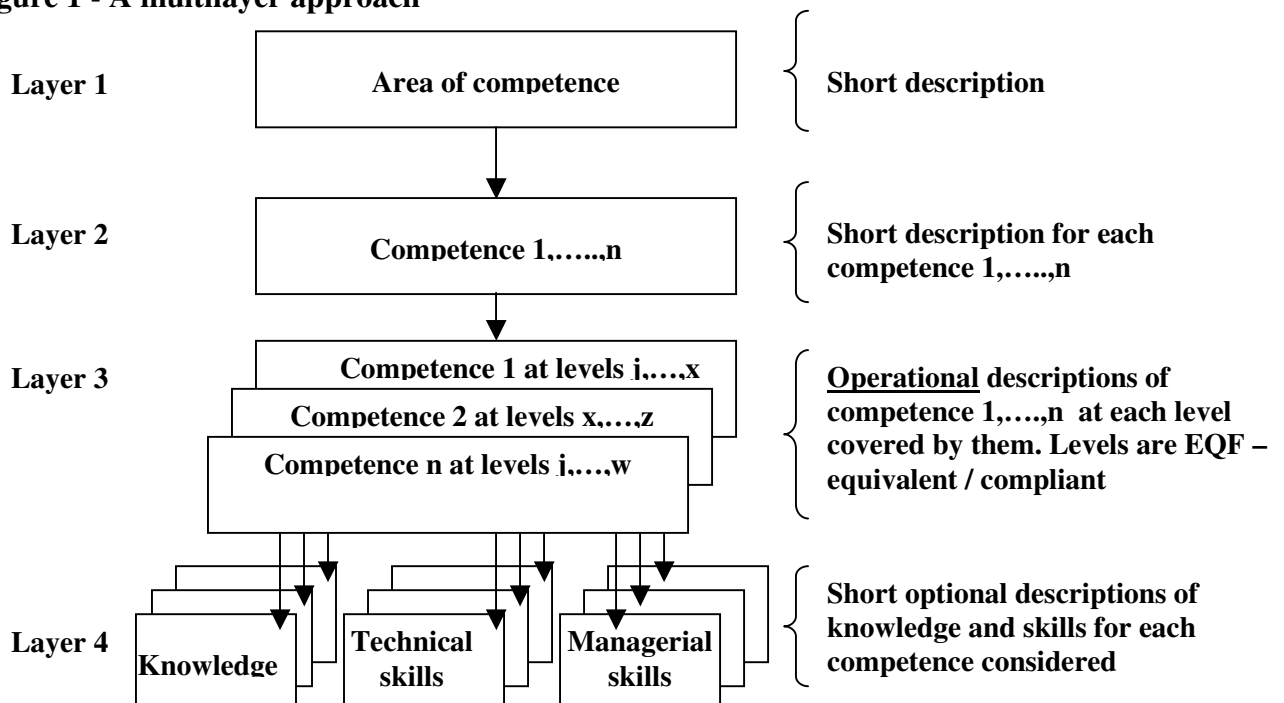 gure 1 - A multilayer approach
Layer 1
Area of competence
Short description
Layer 2
Competence 1,…..,n
Short description for each
competence 1,…..,n
Layer 3
Competence 1 at levels j,…,x
Competence 2 at levels x,…,z
Competence n at levels j,…,w
Operational descriptions of
competence 1,….,n at each level
covered by them. Levels are EQF –
equivalent / compliant
Layer 4
Knowledge
Technical
skills
Managerial
skills
Short optional descriptions of
knowledge and skills for each
competence considered